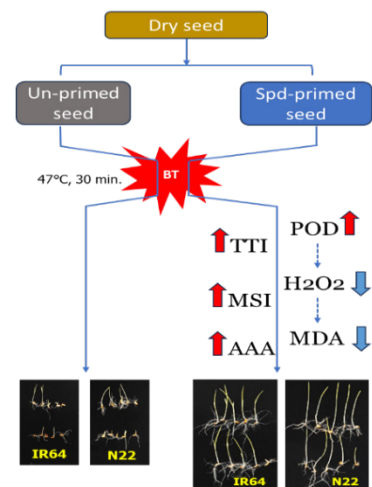 Dry seed
Un-primed seed
Spd-primed
seed
47°C, 30 min.
BT
TTI
POD
H2O2
MSI
MDA
AAA
IR64
N22
IR64
N22